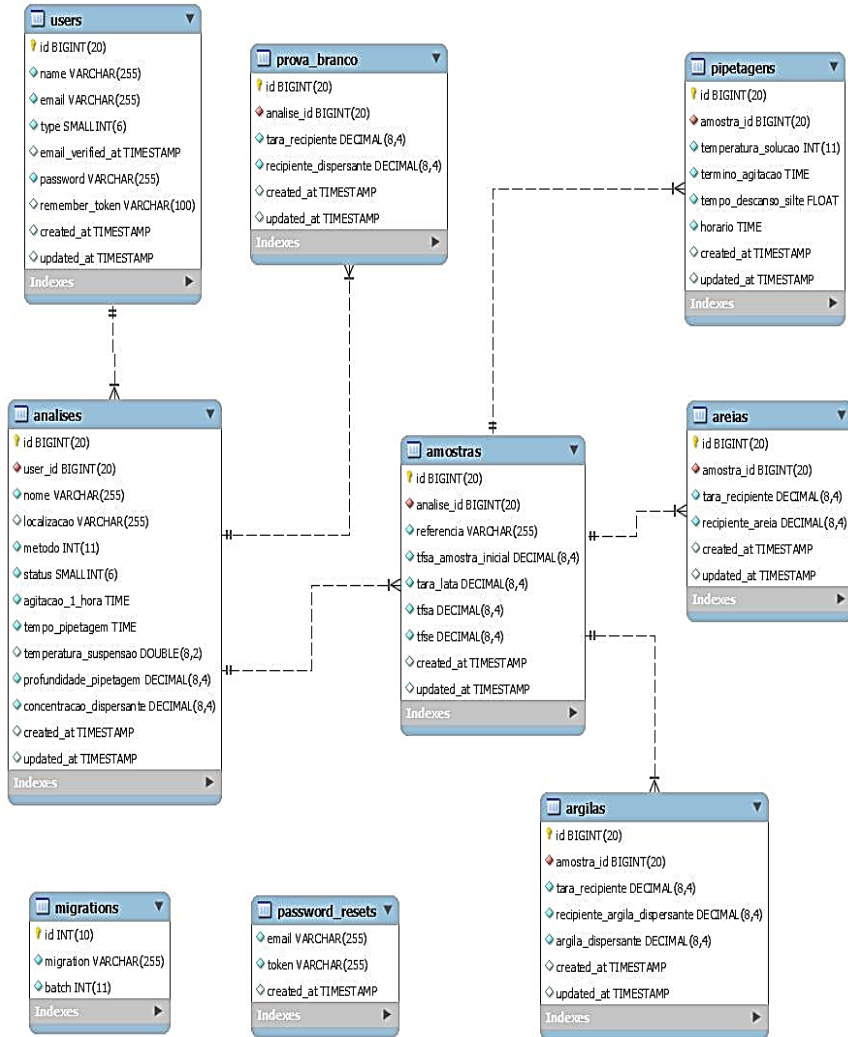 users
id BIGINT(20)
name VARCHAR(255)
email VARCHAR(255)
type SMALLINT(6)
email_verified_at TIMESTAMP
password VARCHAR(255)
remember_token VARCHAR(100)
created_at TIMESTAMP
updated_at TIMESTAMP
Indexes
prova_branco
id BIGINT(20)
analise_id BIGINT(20)
tara_recipiente DECIMAL(8,4)
recipiente_dispersante DECIMAL(8,4)
created_at TIMESTAMP
updated_at TIMESTAMP
Indexes
pipetagens
id BIGINT(20)
amostra_id BIGINT(20)
temperatura_solucao INT(11)
termino_agitacao TIME
tempo_descanso_silte FLOAT
horario TIME
created_at TIMESTAMP
updated_at TIMESTAMP
Indexes
analises
id BIGINT(20)
user_id BIGINT(20)
nome VARCHAR(255)
localizacao VARCHAR(255)
metodo INT(11)
status SMALLINT(6)
agitacao_1_hora TIME
tempo_pipetagem TIME
temperatura_suspensao DOUBLE(8,2)
profundidade_pipetagem DECIMAL(8,4)
concentracao_dispersante DECIMAL(8,4)
created_at TIMESTAMP
updated_at TIMESTAMP
Indexes
amostras
id BIGINT(20)
analise_id BIGINT(20)
referencia VARCHAR(255)
tfsa_amostra_inicial DECIMAL(8,4)
tara_lata DECIMAL(8,4)
tfsa DECIMAL(8,4)
tfse DECIMAL(8,4)
created_at TIMESTAMP
updated_at TIMESTAMP
Indexes
areias
id BIGINT(20)
amostra_id BIGINT(20)
tara_recipiente DECIMAL(8,4)
recipiente_areia DECIMAL(8,4)
created_at TIMESTAMP
updated_at TIMESTAMP
Indexes
argilas
id BIGINT(20)
amostra_id BIGINT(20)
tara_recipiente DECIMAL(8,4)
recipiente_argila_dispersante DECIMAL(8,4)
argila_dispersante DECIMAL(8,4)
created_at TIMESTAMP
updated_at TIMESTAMP
Indexes
migrations
id INT(10)
migration VARCHAR(255)
batch INT(11)
Indexes
password_resets
email VARCHAR(255)
token VARCHAR(255)
created_at TIMESTAMP
Indexes